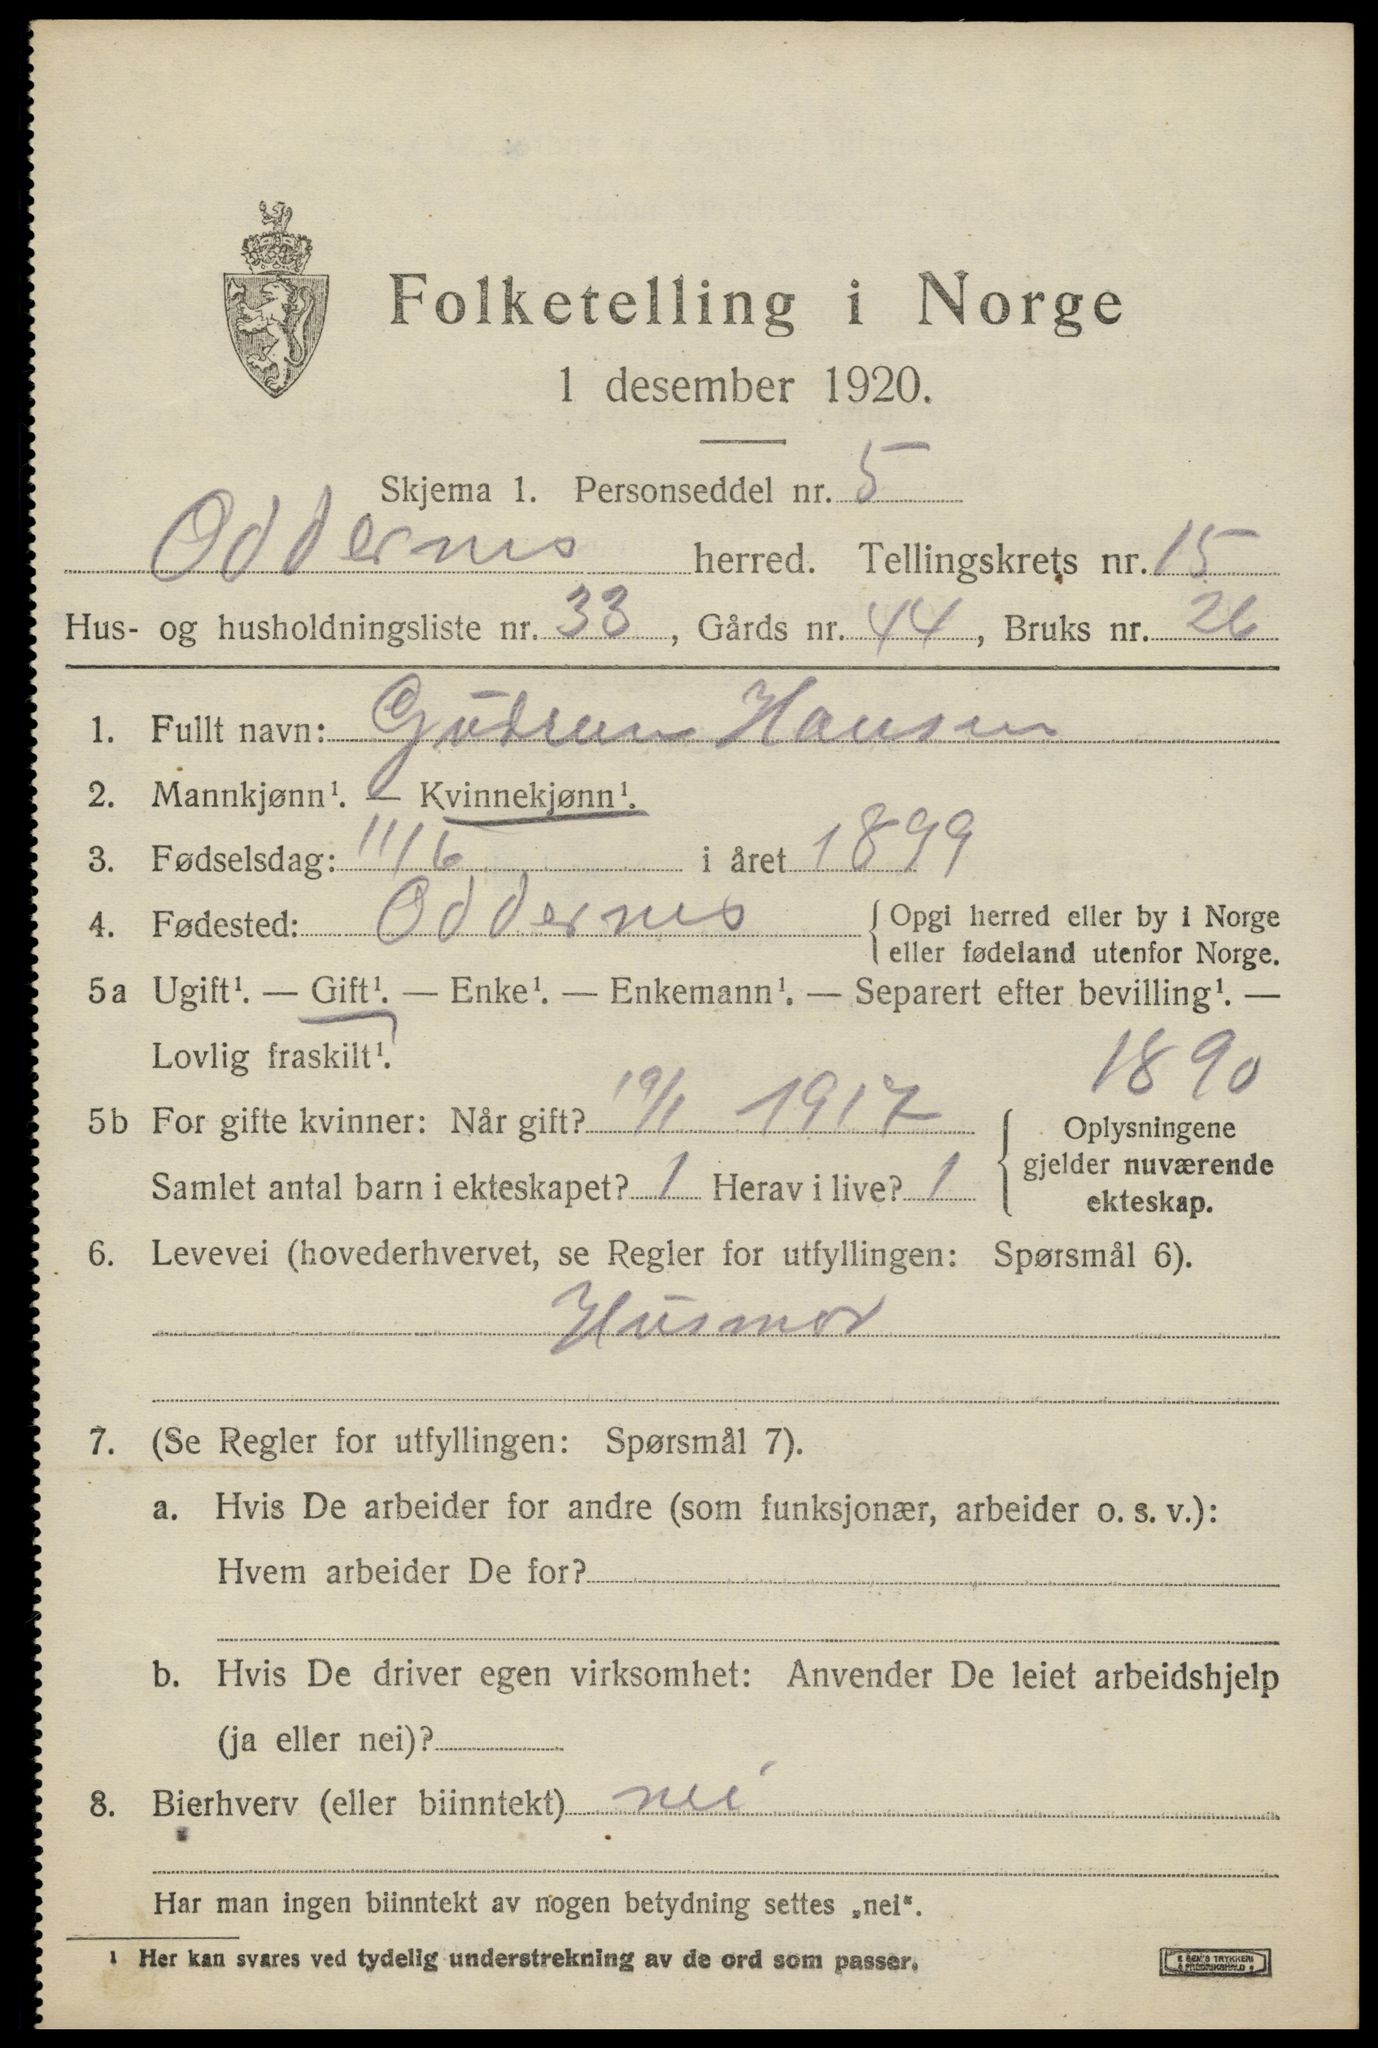 Folketelling i Norge
1 desember 1920.
Skjema 1. Personseddel nr. 5
Oddernes herred. Tellingskrets nr. 15
Hus- og husholdningsliste nr. 33, Gårds nr. 44, Bruks nr. 26
1. Fullt navn: Gudrun Hansen
2. Mannkjønn¹. — Kvinnekjønn¹.
3. Fødselsdag: 11/6 i året 1899
4. Fødested: Oddernes {Opgi herred eller by i Norge
eller fødeland utenfor Norge.
5a Ugift¹. — Gift¹. — Enke¹. — Enkemann¹. — Separert efter bevilling¹. —
Lovlig fraskilt¹.
1890
5b For gifte kvinner: Når gift? 19/1 1917
Samlet antal barn i ekteskapet? 1 Herav i live? 1
{Oplysningene
gjelder nuværende
ekteskap.
6. Levevei (hovederhvervet, se Regler for utfyllingen: Spørsmål 6).
Husmor
7. (Se Regler for utfyllingen: Spørsmål 7).
a. Hvis De arbeider for andre (som funksjonær, arbeider o. s. v.):
Hvem arbeider De for?
b. Hvis De driver egen virksomhet: Anvender De leiet arbeidshjelp
(ja eller nei)?
8. Bierhverv (eller biinntekt) nei
Har man ingen biinntekt av nogen betydning settes „nei“.
¹ Her kan svares ved tydelig understrekning av de ord som passer.